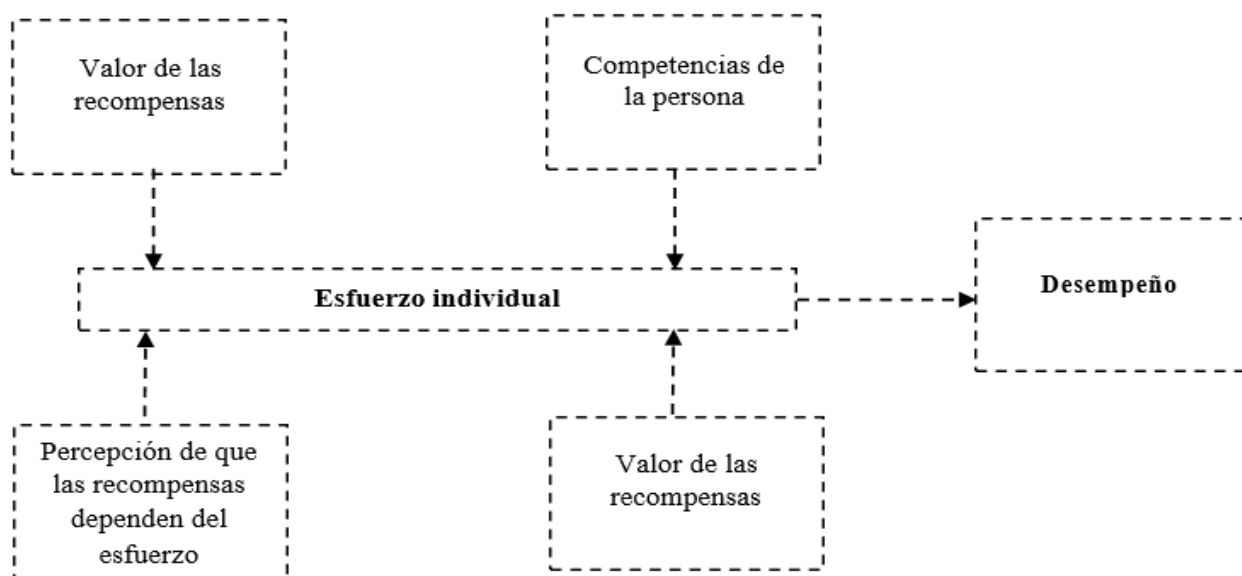 Valor de las
recompensas
Competencias de
la persona
Esfuerzo individual
Desempeño
Percepción de que
las recompensas
dependen del
esfuerzo
Valor de las
recompensas